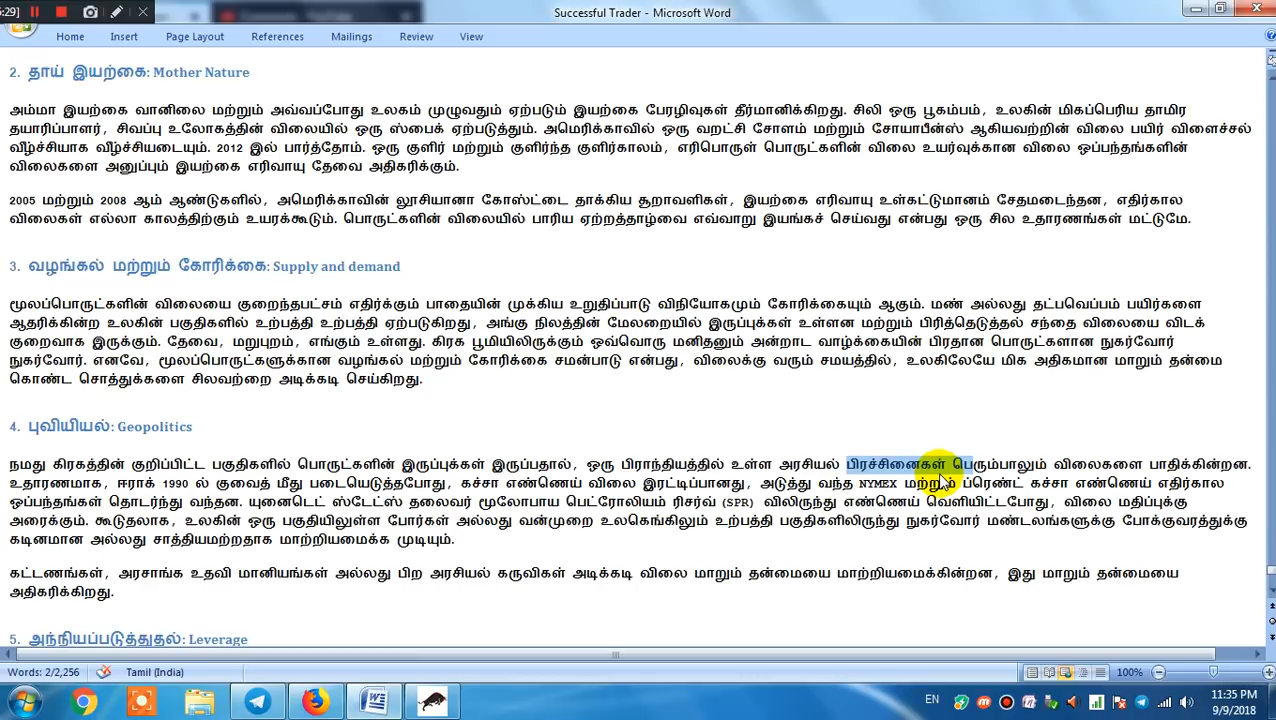 5:29
Successful Trader - Microsoft Word
Home Insert Page Layout References Mailings Review View
2. தாய் இயற்கை: Mother Nature
அம்மா இயற்கை வானிலை மற்றும் அவ்வப்போது உலகம் முழுவதும் ஏற்படும் இயற்கை பேரழிவுகள் தீர்மானிக்கிறது. சிலி ஒரு பூகம்பம், உலகின் மிகப்பெரிய தாமிர
தயாரிப்பாளர், சிவப்பு உலோகத்தின் விலையில் ஒரு ஸ்பைக் ஏற்படுத்தும். அமெரிக்காவில் ஒரு வறட்சி சோளம் மற்றும் சோயாபீன்ஸ் ஆகியவற்றின் விலை பயிர் விளைச்சல்
வீழ்ச்சியாக வீழ்ச்சியடையும். 2012 இல் பார்த்தோம். ஒரு குளிர் மற்றும் குளிர்ந்த குளிர்காலம், எரிபொருள் பொருட்களின் விலை உயர்வுக்கான விலை ஒப்பந்தங்களின்
விலைகளை அனுப்பும் இயற்கை எரிவாயு தேவை அதிகரிக்கும்.
2005 மற்றும் 2008 ஆம் ஆண்டுகளில், அமெரிக்காவின் லூசியானா கோஸ்ட்டை தாக்கிய சூறாவளிகள், இயற்கை எரிவாயு உள்கட்டுமானம் சேதமடைந்தன, எதிர்கால
விலைகள் எல்லா காலத்திற்கும் உயரக்கூடும். பொருட்களின் விலையில் பாரிய ஏற்றத்தாழ்வை எவ்வாறு இயங்கச் செய்வது என்பது ஒரு சில உதாரணங்கள் மட்டுமே.
3. வழங்கல் மற்றும் கோரிக்கை: Supply and demand
மூலப்பொருட்களின் விலையை குறைந்தபட்சம் எதிர்க்கும் பாதையின் முக்கிய உறுதிப்பாடு விநியோகமும் கோரிக்கையும் ஆகும். மண் அல்லது தட்பவெப்பம் பயிர்களை
ஆதரிக்கின்ற உலகின் பகுதிகளில் உற்பத்தி உற்பத்தி ஏற்படுகிறது, அங்கு நிலத்தின் மேலறையில் இருப்புக்கள் உள்ளன மற்றும் பிரித்தெடுத்தல் சந்தை விலையை விடக்
குறைவாக இருக்கும். தேவை, மறுபுறம், எங்கும் உள்ளது. கிரக பூமியிலிருக்கும் ஒவ்வொரு மனிதனும் அன்றாட வாழ்க்கையின் பிரதான பொருட்களான நுகர்வோர்
நுகர்வோர். எனவே, மூலப்பொருட்களுக்கான வழங்கல் மற்றும் கோரிக்கை சமன்பாடு என்பது, விலைக்கு வரும் சமயத்தில், உலகிலேயே மிக அதிகமான மாறும் தன்மை
கொண்ட சொத்துக்களை சிலவற்றை அடிக்கடி செய்கிறது.
4. புவியியல்: Geopolitics
நமது கிரகத்தின் குறிப்பிட்ட பகுதிகளில் பொருட்களின் இருப்புக்கள் இருப்பதால், ஒரு பிராந்தியத்தில் உள்ள அரசியல் பிரச்சினைகள் பெரும்பாலும் விலைகளை பாதிக்கின்றன.
உதாரணமாக, ஈராக் 1990 ல் குவைத் மீது படையெடுத்தபோது, கச்சா எண்ணெய் விலை இரட்டிப்பானது, அடுத்து வந்த NYMEX மற்றும் ப்ரெண்ட் கச்சா எண்ணெய் எதிர்கால
ஒப்பந்தங்கள் தொடர்ந்து வந்தன. யுனைடெட் ஸ்டேட்ஸ் தலைவர் மூலோபாய பெட்ரோலியம் ரிசர்வ் (SPR) விலிருந்து எண்ணெய் வெளியிட்டபோது, விலை மதிப்புக்கு
அரைக்கும். கூடுதலாக, உலகின் ஒரு பகுதியிலுள்ள போர்கள் அல்லது வன்முறை உலகெங்கிலும் உற்பத்தி பகுதிகளிலிருந்து நுகர்வோர் மண்டலங்களுக்கு போக்குவரத்துக்கு
கடினமான அல்லது சாத்தியமற்றதாக மாற்றியமைக்க முடியும்.
கட்டணங்கள், அரசாங்க உதவி மானியங்கள் அல்லது பிற அரசியல் கருவிகள் அடிக்கடி விலை மாறும் தன்மையை மாற்றியமைக்கின்றன, இது மாறும் தன்மையை
அதிகரிக்கிறது.
5. அந்நியப்படுத்துதல்: Leverage
Words: 2/2,256 Tamil (India) 100%
EN 11:35 PM
9/9/2018